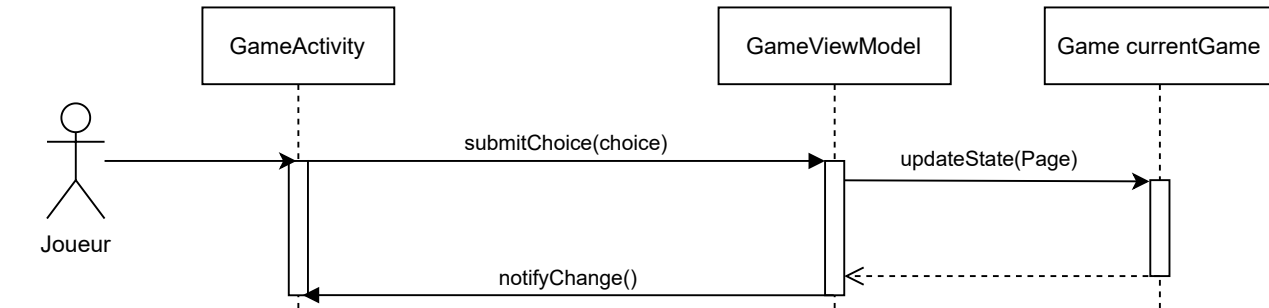 GameActivity
GameViewModel
Game currentGame
submitChoice(choice)
updateState(Page)
Joueur
notifyChange()